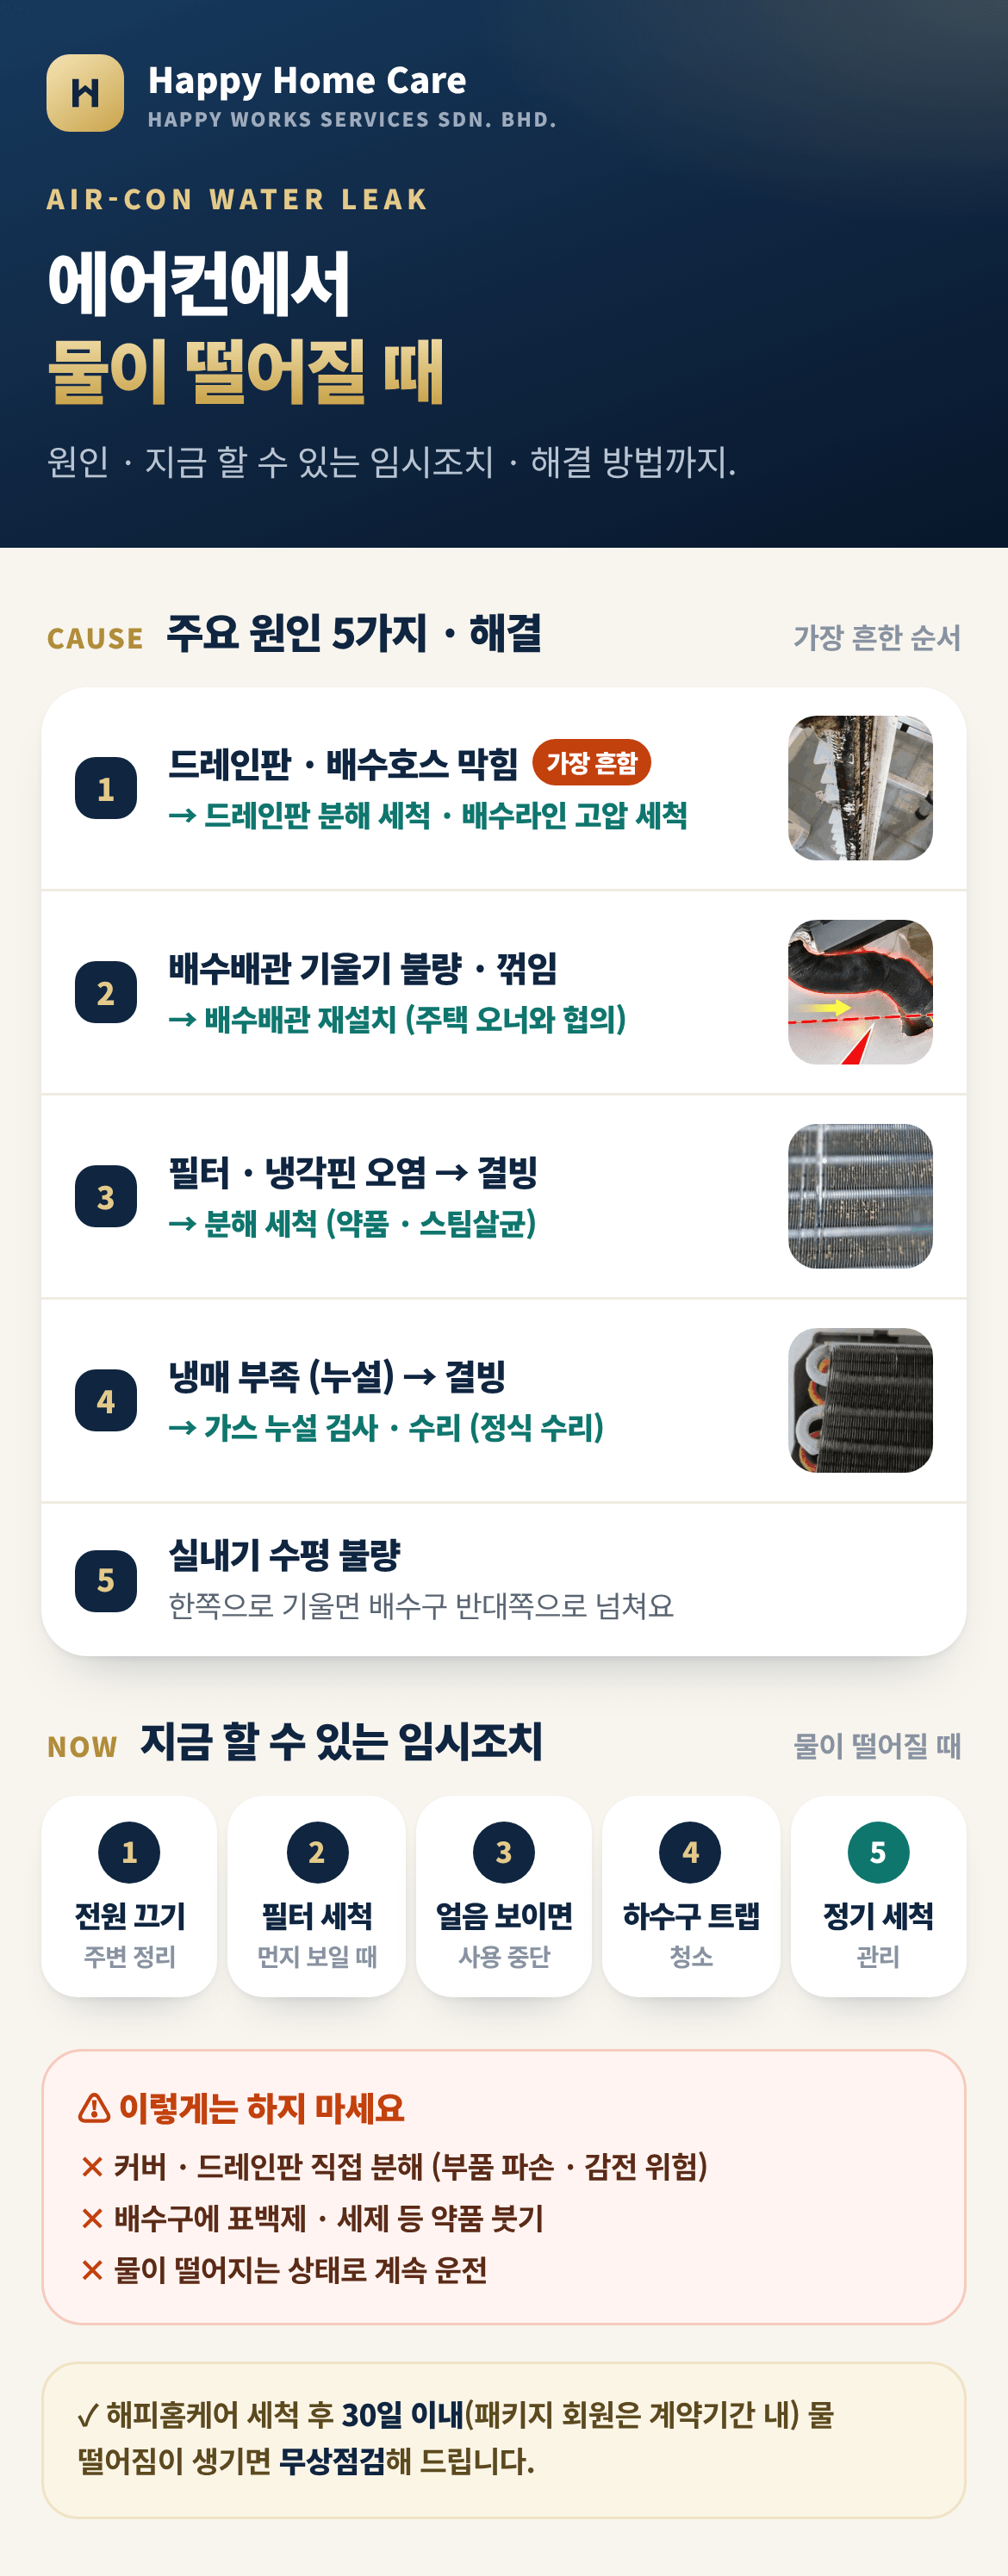 Happy Home Care
HAPPY WORKS SERVICES SDN. BHD.
AIR-CON WATER LEAK
에어컨에서
물이 떨어질 때
원인 · 지금 할 수 있는 임시조치 · 해결 방법까지.
CAUSE 주요 원인 5가지 · 해결 가장 흔한 순서
1 드레인판 · 배수호스 막힘 가장 흔함
→ 드레인판 분해 세척 · 배수라인 고압 세척
2 배수배관 기울기 불량 · 꺾임
→ 배수배관 재설치 (주택 오너와 협의)
3 필터 · 냉각핀 오염 → 결빙
→ 분해 세척 (약품 · 스팀살균)
4 냉매 부족 (누설) → 결빙
→ 가스 누설 검사 · 수리 (정식 수리)
5 실내기 수평 불량
한쪽으로 기울면 배수구 반대쪽으로 넘쳐요
NOW 지금 할 수 있는 임시조치 물이 떨어질 때
1
전원 끄기
주변 정리
2
필터 세척
먼지 보일 때
3
얼음 보이면
사용 중단
4
하수구 트랩
청소
5
정기 세척
관리
⚠ 이렇게는 하지 마세요
✕ 커버 · 드레인판 직접 분해 (부품 파손 · 감전 위험)
✕ 배수구에 표백제 · 세제 등 약품 붓기
✕ 물이 떨어지는 상태로 계속 운전
✓ 해피홈케어 세척 후 30일 이내(패키지 회원은 계약기간 내) 물
떨어짐이 생기면 무상점검해 드립니다.